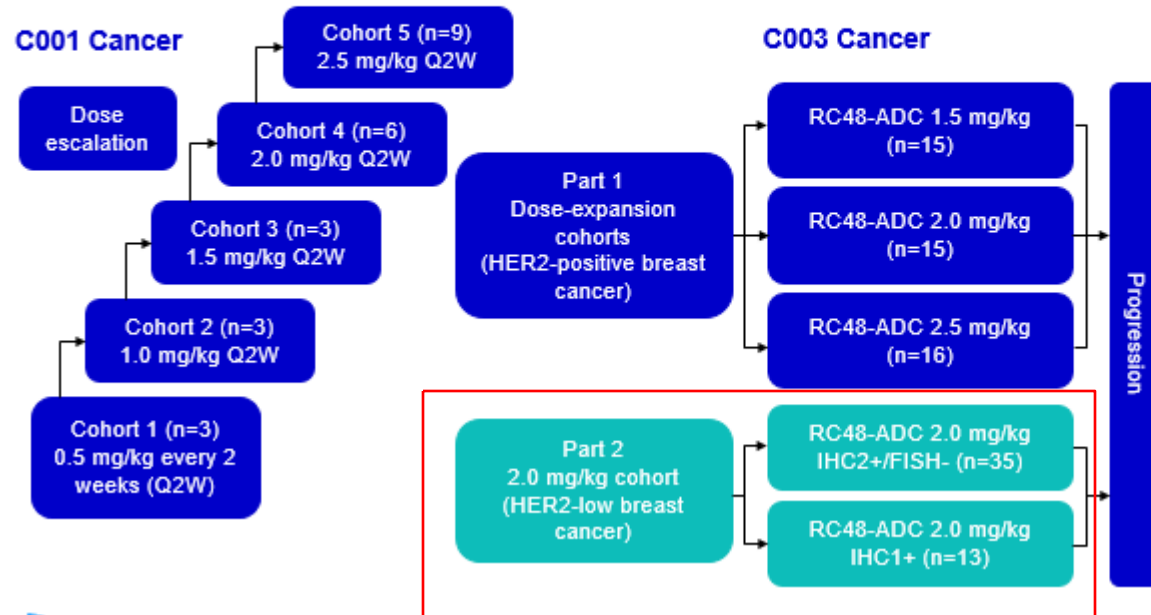 C001 Cancer
Dose
escalation
Cohort 5 (n=9)
2.5 mg/kg Q2W
Cohort 4 (n=6)
2.0 mg/kg Q2W
Cohort 3 (n=3)
1.5 mg/kg Q2W
Cohort 2 (n=3)
1.0 mg/kg Q2W
Cohort 1 (n=3)
0.5 mg/kg every 2
weeks (Q2W)
C003 Cancer
Part 1
Dose-expansion
cohorts
(HER2-positive breast
cancer)
RC48-ADC 1.5 mg/kg
(n=15)
RC48-ADC 2.0 mg/kg
(n=15)
RC48-ADC 2.5 mg/kg
(n=16)
Part 2
2.0 mg/kg cohort
(HER2-low breast
cancer)
RC48-ADC 2.0 mg/kg
IHC2+/FISH- (n=35)
RC48-ADC 2.0 mg/kg
IHC1+ (n=13)
Progression